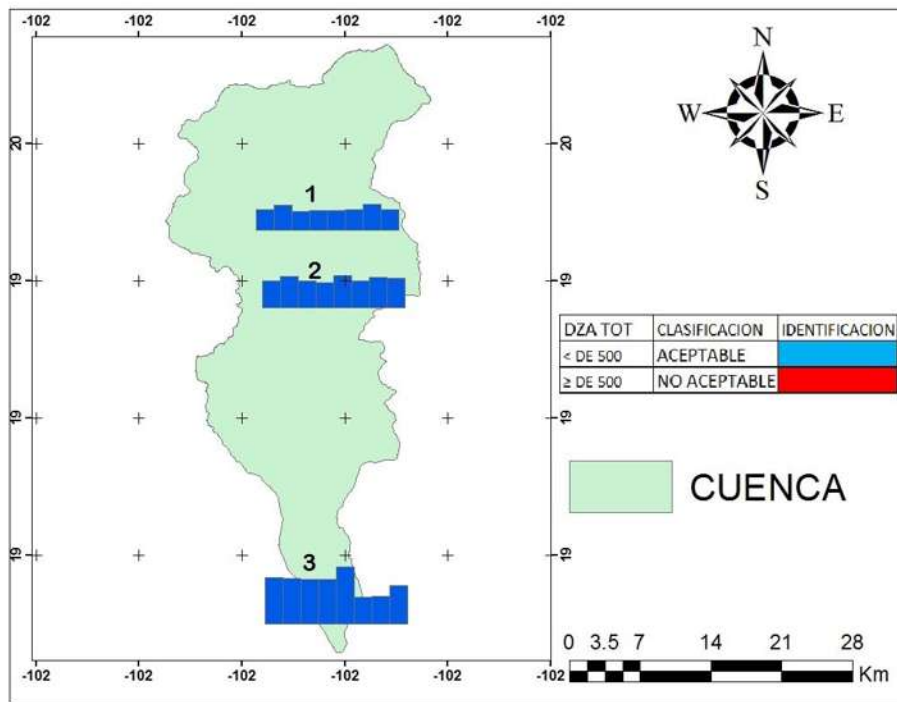 -102 -102 -102 -102 -102 -102
N
W E
S
20 20
1
2
19 19
DZA TOT CLASIFICACION IDENTIFICACION
< DE 500 ACEPTABLE
≥ DE 500 NO ACEPTABLE
19 19
CUENCA
19 19
3
0 3.5 7 14 21 28
Km
-102 -102 -102 -102 -102 -102